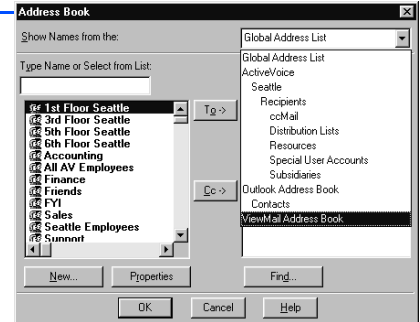 Address Book
Show Names from the:
Global Address List
Type Name or Select from List:
1st Floor Seattle
3rd Floor Seattle
5th Floor Seattle
6th Floor Seattle
Accounting
All AV Employees
Finance
Friends
FYI
Sales
Seattle Employees
Support
To ->
Cc ->
Global Address List
ActiveVoice
Seattle
Recipients
ccMail
Distribution Lists
Resources
Special User Accounts
Subsidiaries
Outlook Address Book
Contacts
ViewMail Address Book
New...
Properties
Find...
OK
Cancel
Help